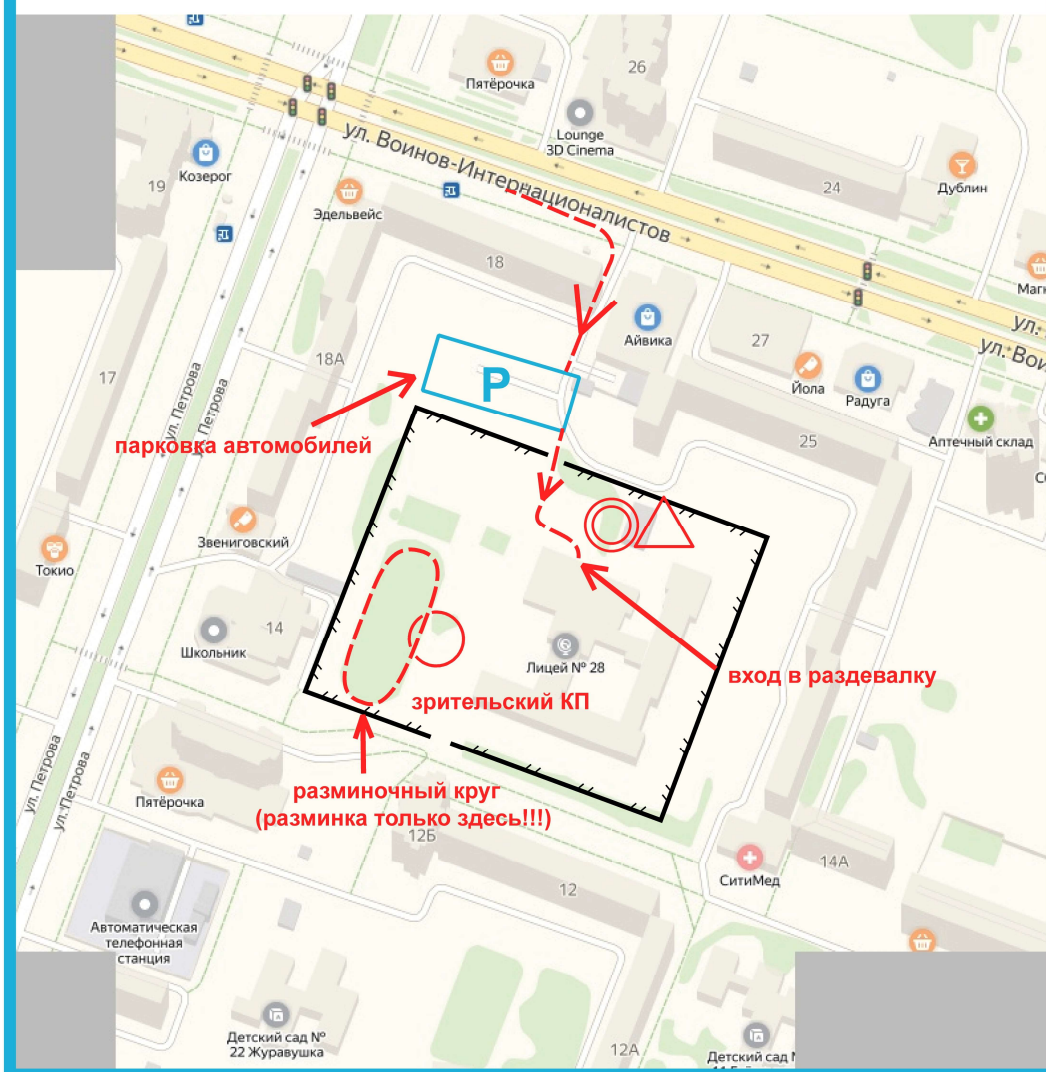 Пятёрочка
26
Lounge
3D Cinema
ул. Воинов-Интернационалистов
Козерог
19
Эдельвейс
24
Дублин
18
Магн
ул.
ул. Вои
Айвика
27
18А
17
Йола
Радуга
P
ул. Петрова
ул. Петрова
парковка автомобилей
25
Аптечный склад
Звениговский
Токио
14
Школьник
Лицей № 28
вход в раздевалку
зрительский КП
ул. Петрова
ул. Петрова
Пятёрочка
разминочный круг
(разминка только здесь!!!)
12Б
12
СитиМед
14А
Автоматическая
телефонная
станция
Детский сад №
22 Журавушка
12А
Детский сад